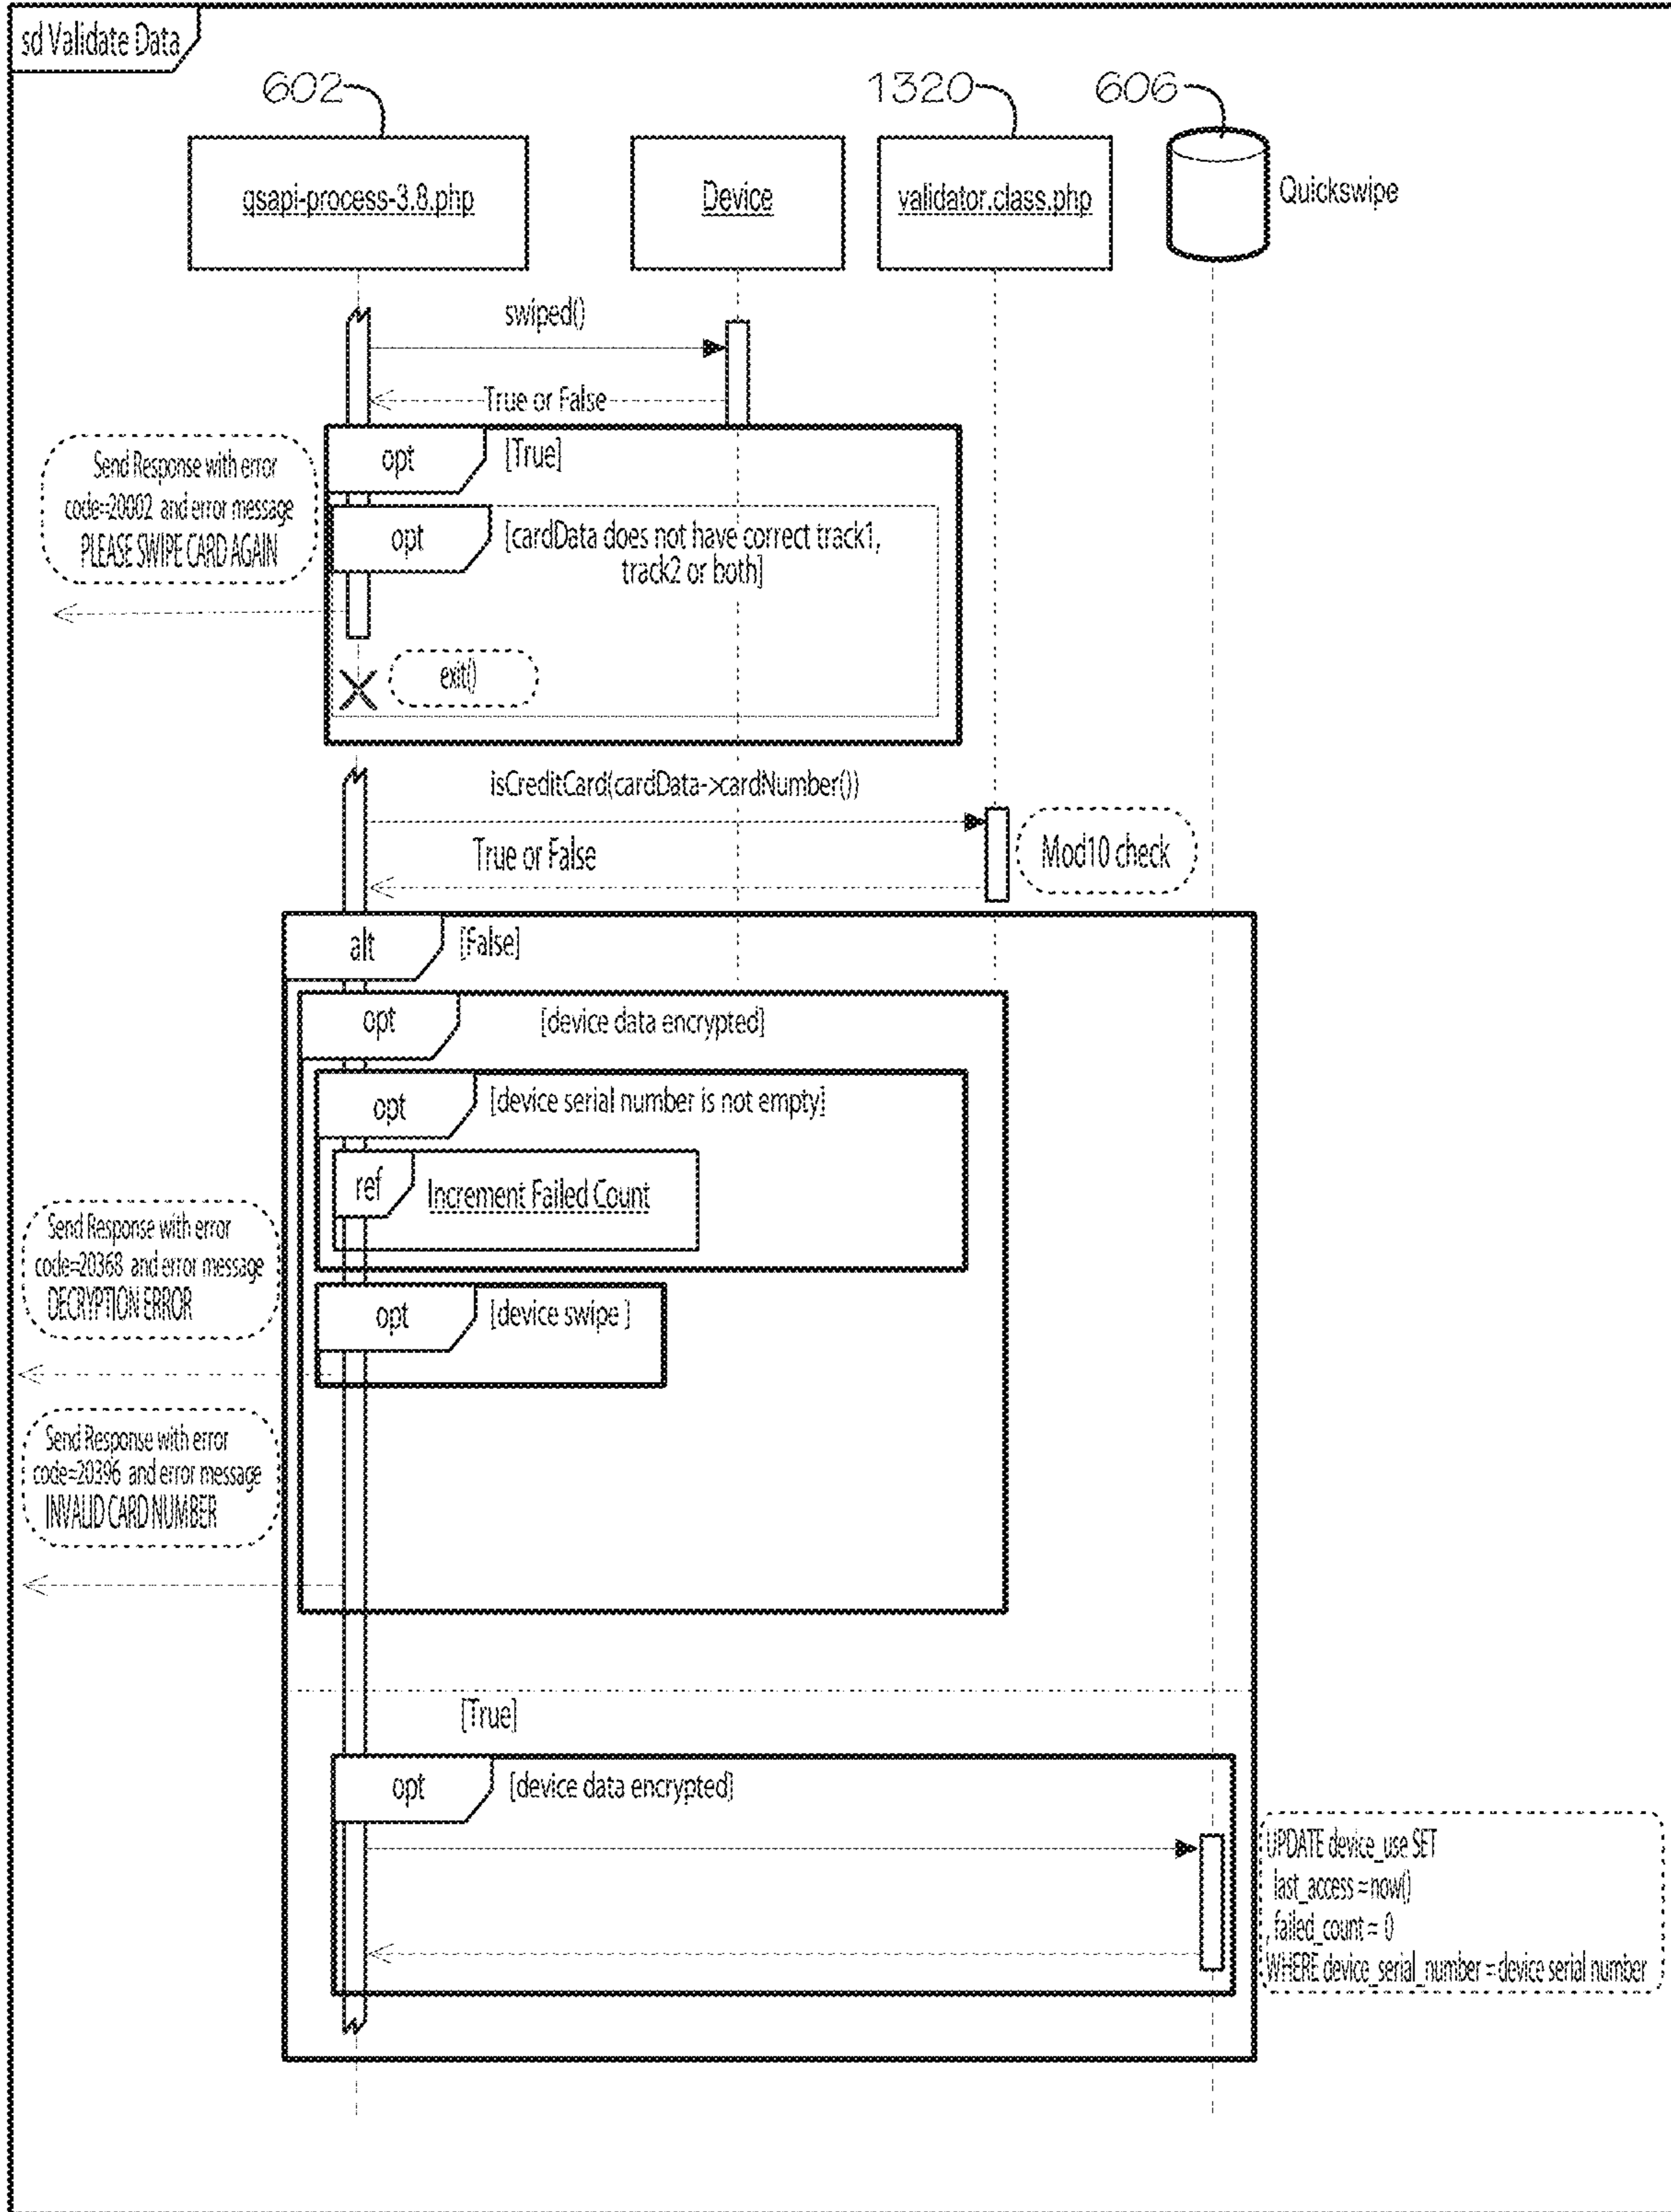 sd Validate Data
602
1320
606
qsapi-process-3.8.php
Device
validator.class.php
Quickswipe
swiped()
True or False
opt
[True]
Send Response with error
code=20002 and error message
PLEASE SWIPE CARD AGAIN
opt
[cardData does not have correct track1,
track2 or both]
exit()
isCreditCard(cardData->cardNumber())
True or False
Mod10 check
alt
[False]
opt
[device data encrypted]
opt
[device serial number is not empty]
ref
Increment Failed Count
Send Response with error
code=20368 and error message
DECRYPTION ERROR
opt
[device swipe ]
Send Response with error
code=20396 and error message
INVALID CARD NUMBER
[True]
opt
[device data encrypted]
UPDATE device_use SET
last_access = now()
, failed_count = 0
WHERE device_serial_number = device serial number